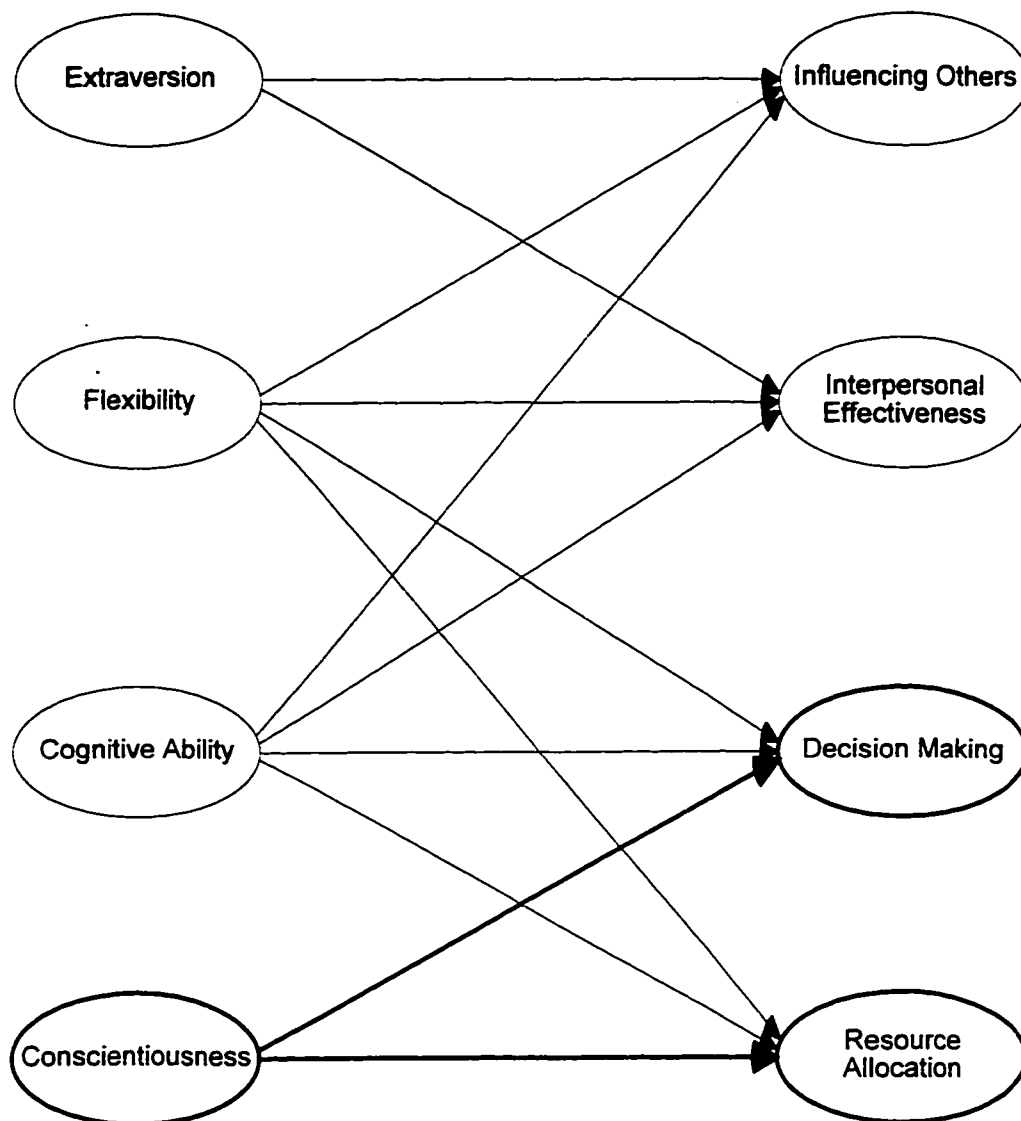 Extraversion
Influencing Others
Flexibility
Interpersonal
Effectiveness
Cognitive Ability
Decision Making
Conscientiousness
Resource
Allocation